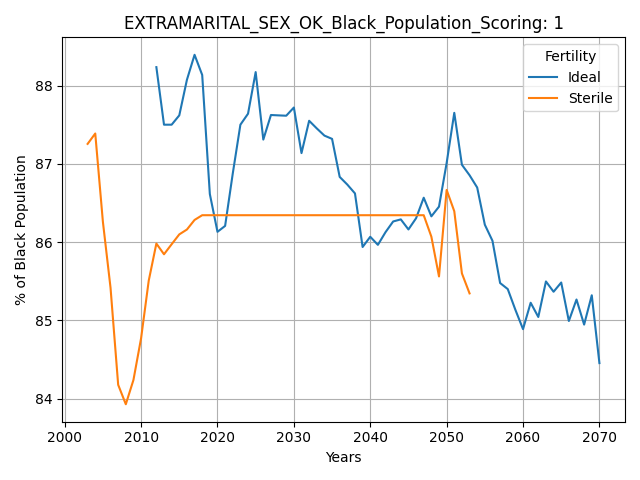 EXTRAMARITAL_SEX_OK_Black_Population_Scoring: 1
Fertility
Ideal
Sterile
% of Black Population
88
87
86
85
84
2000 2010 2020 2030 2040 2050 2060 2070
Years